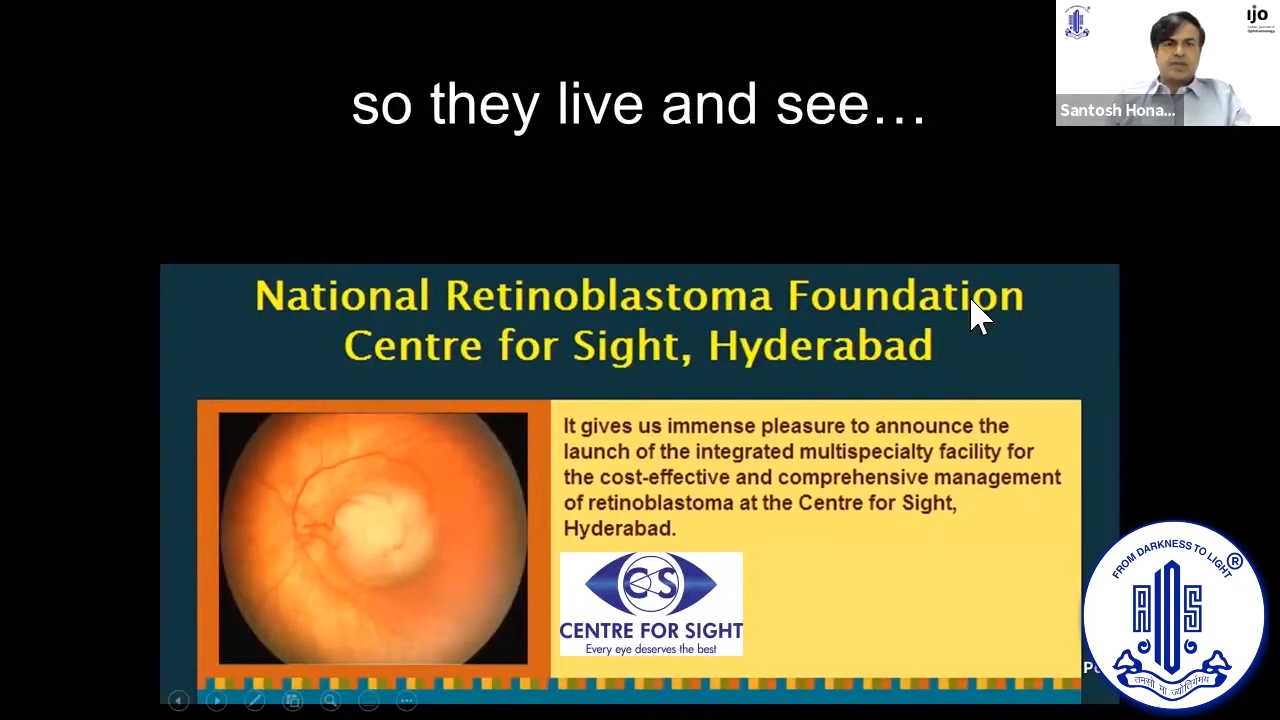 so they live and see…
ijo
Santosh Hona...
National Retinoblastoma Foundation
Centre for Sight, Hyderabad
It gives us immense pleasure to announce the
launch of the integrated multispecialty facility for
the cost-effective and comprehensive management
of retinoblastoma at the Centre for Sight,
Hyderabad.
CS
CENTRE FOR SIGHT
Every eye deserves the best
FROM DARKNESS TO LIGHT
®
AIOS
तमसो मा ज्योतिर्गमय